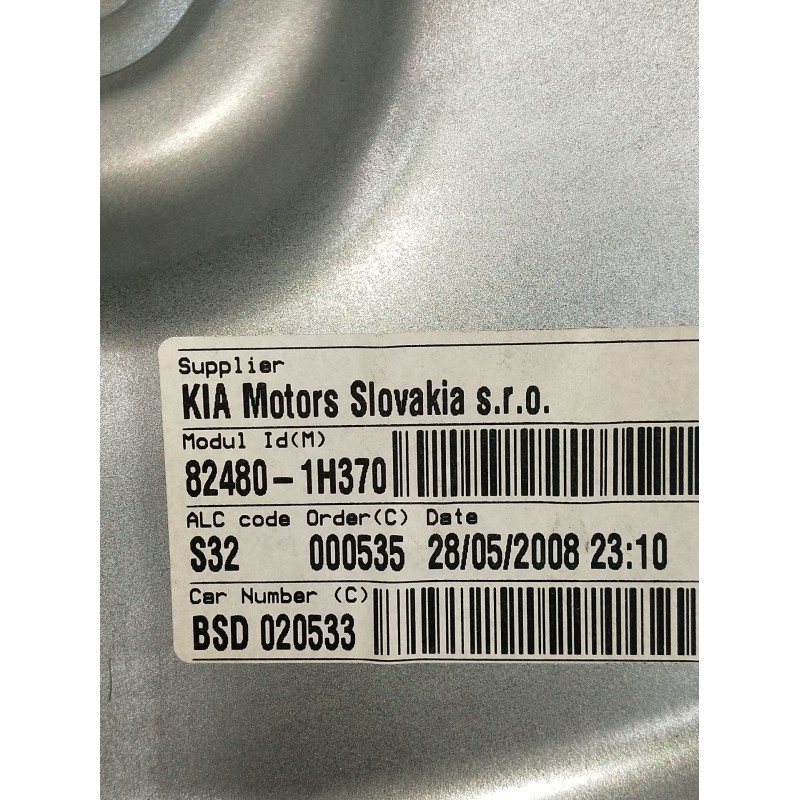 Supplier
KIA Motors Slovakia s.r.o.
Modul Id(M)
82480-1H370
ALC code Order(C) Date
S32 000535 28/05/2008 23:10
Car Number (C)
BSD 020533